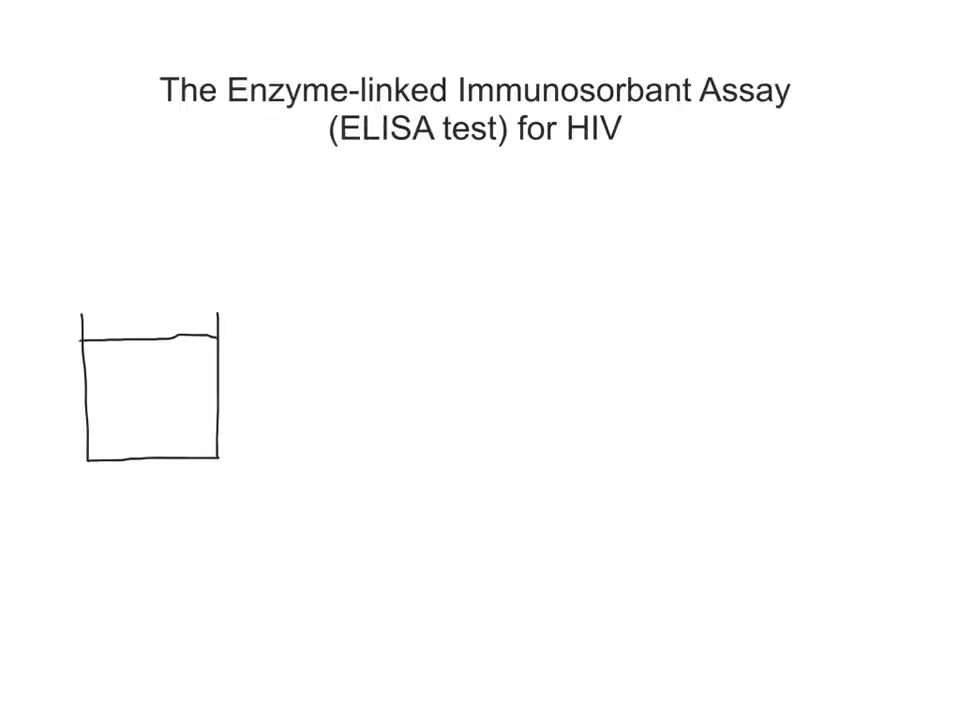 The Enzyme-linked Immunosorbant Assay
(ELISA test) for HIV